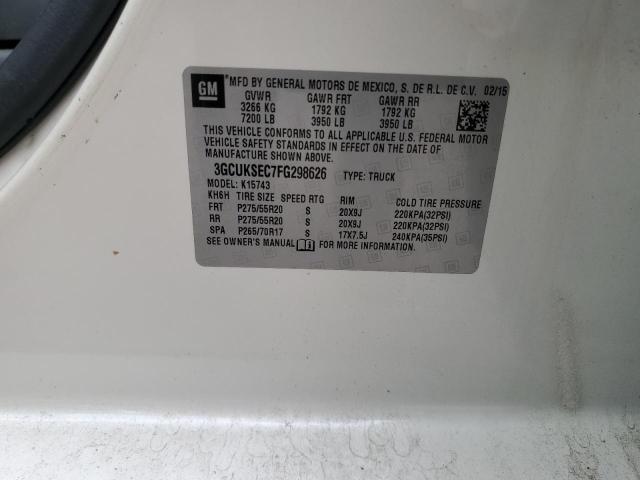 GM MFD BY GENERAL MOTORS DE MEXICO, S. DE R.L. DE C.V. 02/15
GVWR GAWR FRT GAWR RR
3266 KG 1792 KG 1792 KG
7200 LB 3950 LB 3950 LB
THIS VEHICLE CONFORMS TO ALL APPLICABLE U.S. FEDERAL MOTOR
VEHICLE SAFETY STANDARDS IN EFFECT ON THE DATE OF
MANUFACTURE SHOWN ABOVE.
3GCUKSEC7FG298626 TYPE: TRUCK
MODEL: K15743
KH6H TIRE SIZE SPEED RTG RIM COLD TIRE PRESSURE
FRT P275/55R20 S 20X9J 220KPA(32PSI)
RR P275/55R20 S 20X9J 220KPA(32PSI)
SPA P265/70R17 S 17X7.5J 240KPA(35PSI)
SEE OWNER'S MANUAL FOR MORE INFORMATION.